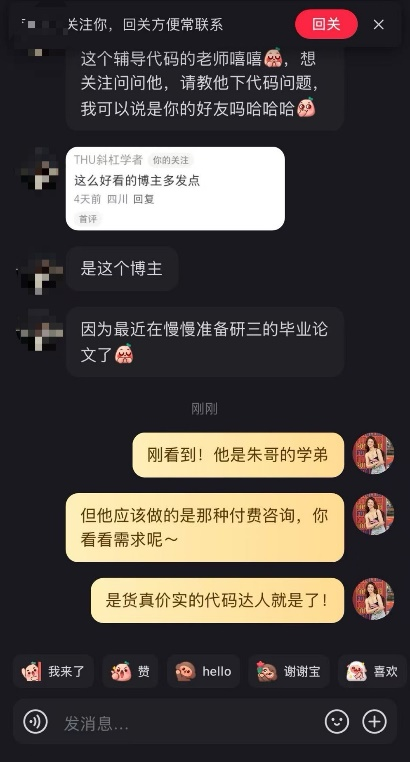 关注你，回关方便常联系
回关
这个辅导代码的老师嘻嘻，想
关注问问他，请教他下代码问题，
我可以说是你的好友吗哈哈哈
THU斜杠学者 你的关注
这么好看的博主多发点
4天前 四川 回复
首评
是这个博主
因为最近在慢慢准备研三的毕业论
文了
刚刚
刚看到！他是朱哥的学弟
但他应该做的是那种付费咨询，你
看看需求呢～
是货真价实的代码达人就是了！
我来了
赞
hello
谢谢宝
喜欢
发消息...